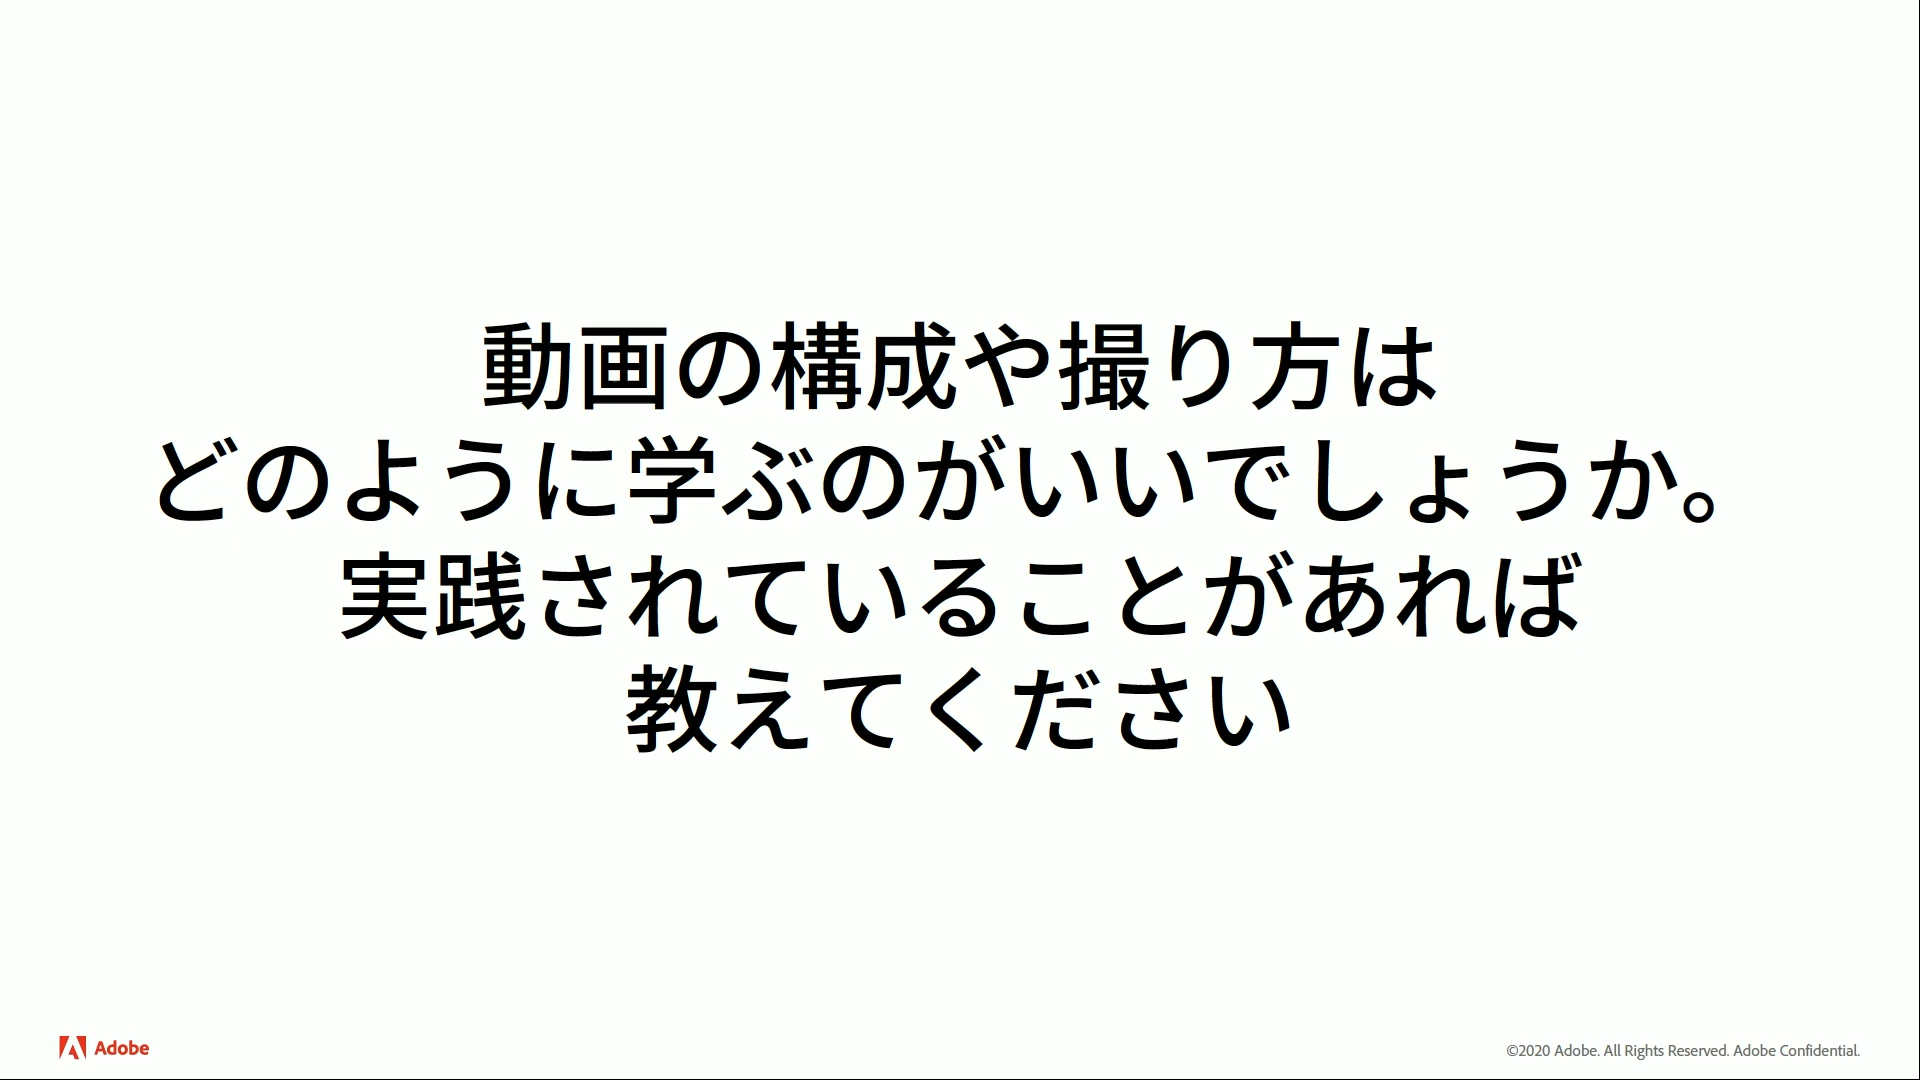 動画の構成や撮り方は
どのように学ぶのがいいでしょうか。
実践されていることがあれば
教えてください
Adobe
©2020 Adobe. All Rights Reserved. Adobe Confidential.